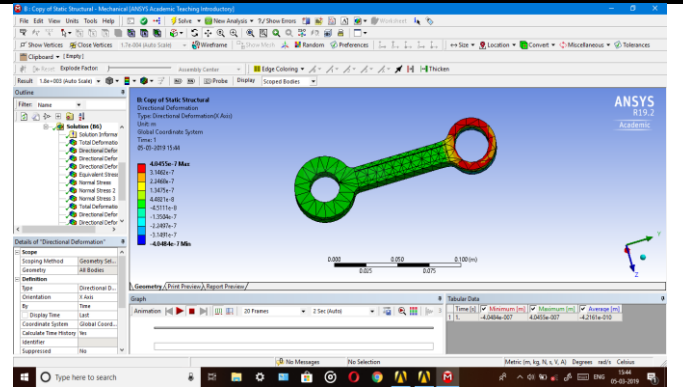 B : Copy of Static Structural - Mechanical [ANSYS Academic Teaching Introductory]
File Edit View Units Tools Help Solve New Analysis ?/ Show Errors Worksheet
Show Vertices Close Vertices 1.7e-004 (Auto Scale) Wireframe Show Mesh Random Preferences Size Location Convert Miscellaneous Tolerances
Clipboard [Empty]
Explode Factor: Assembly Center Edge Coloring Thicken
Result 1.8e+003 (Auto Scale) Probe Display Scoped Bodies
Outline
Filter: Name
Solution (B6)
Solution Informa
Total Deformatio
Directional Defor
Directional Defor
Directional Defor
Equivalent Stress
Normal Stress
Normal Stress 2
Normal Stress 3
Total Deformatio
Directional Defor
Directional Defor
B: Copy of Static Structural
Directional Deformation
Type: Directional Deformation(X Axis)
Unit: m
Global Coordinate System
Time: 1
05-03-2019 15:44
4.0455e-7 Max
3.1462e-7
2.2468e-7
1.3475e-7
4.4821e-8
-4.5111e-8
-1.3504e-7
-2.2497e-7
-3.1491e-7
-4.0484e-7 Min
ANSYS
R19.2
Academic
0.000 0.050 0.100 (m)
0.025 0.075
Y
Z
Details of "Directional Deformation"
Scope
Scoping Method Geometry Sel...
Geometry All Bodies
Definition
Type Directional D...
Orientation X Axis
By Time
Display Time Last
Coordinate System Global Coord...
Calculate Time History Yes
Identifier
Suppressed No
Geometry Print Preview Report Preview
Graph
Animation 20 Frames 2 Sec (Auto)
Tabular Data
Time [s] Minimum [m] Maximum [m] Average [m]
1 1. -4.0484e-007 4.0455e-007 -4.2161e-010
No Messages No Selection Metric (m, kg, N, s, V, A) Degrees rad/s Celsius
Type here to search
ENG 15:44
05-03-2019